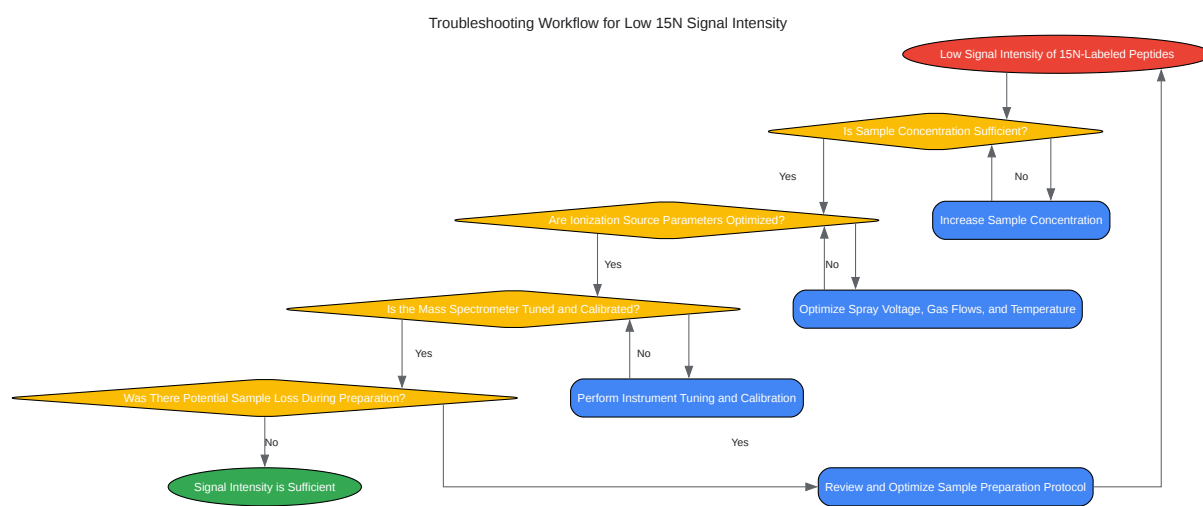 Troubleshooting Workflow for Low 15N Signal Intensity
Low Signal Intensity of 15N-Labeled Peptides
Is Sample Concentration Sufficient?
Yes
No
Are Ionization Source Parameters Optimized?
Increase Sample Concentration
Yes
No
Is the Mass Spectrometer Tuned and Calibrated?
Optimize Spray Voltage, Gas Flows, and Temperature
Yes
No
Was There Potential Sample Loss During Preparation?
Perform Instrument Tuning and Calibration
No
Yes
Signal Intensity is Sufficient
Review and Optimize Sample Preparation Protocol